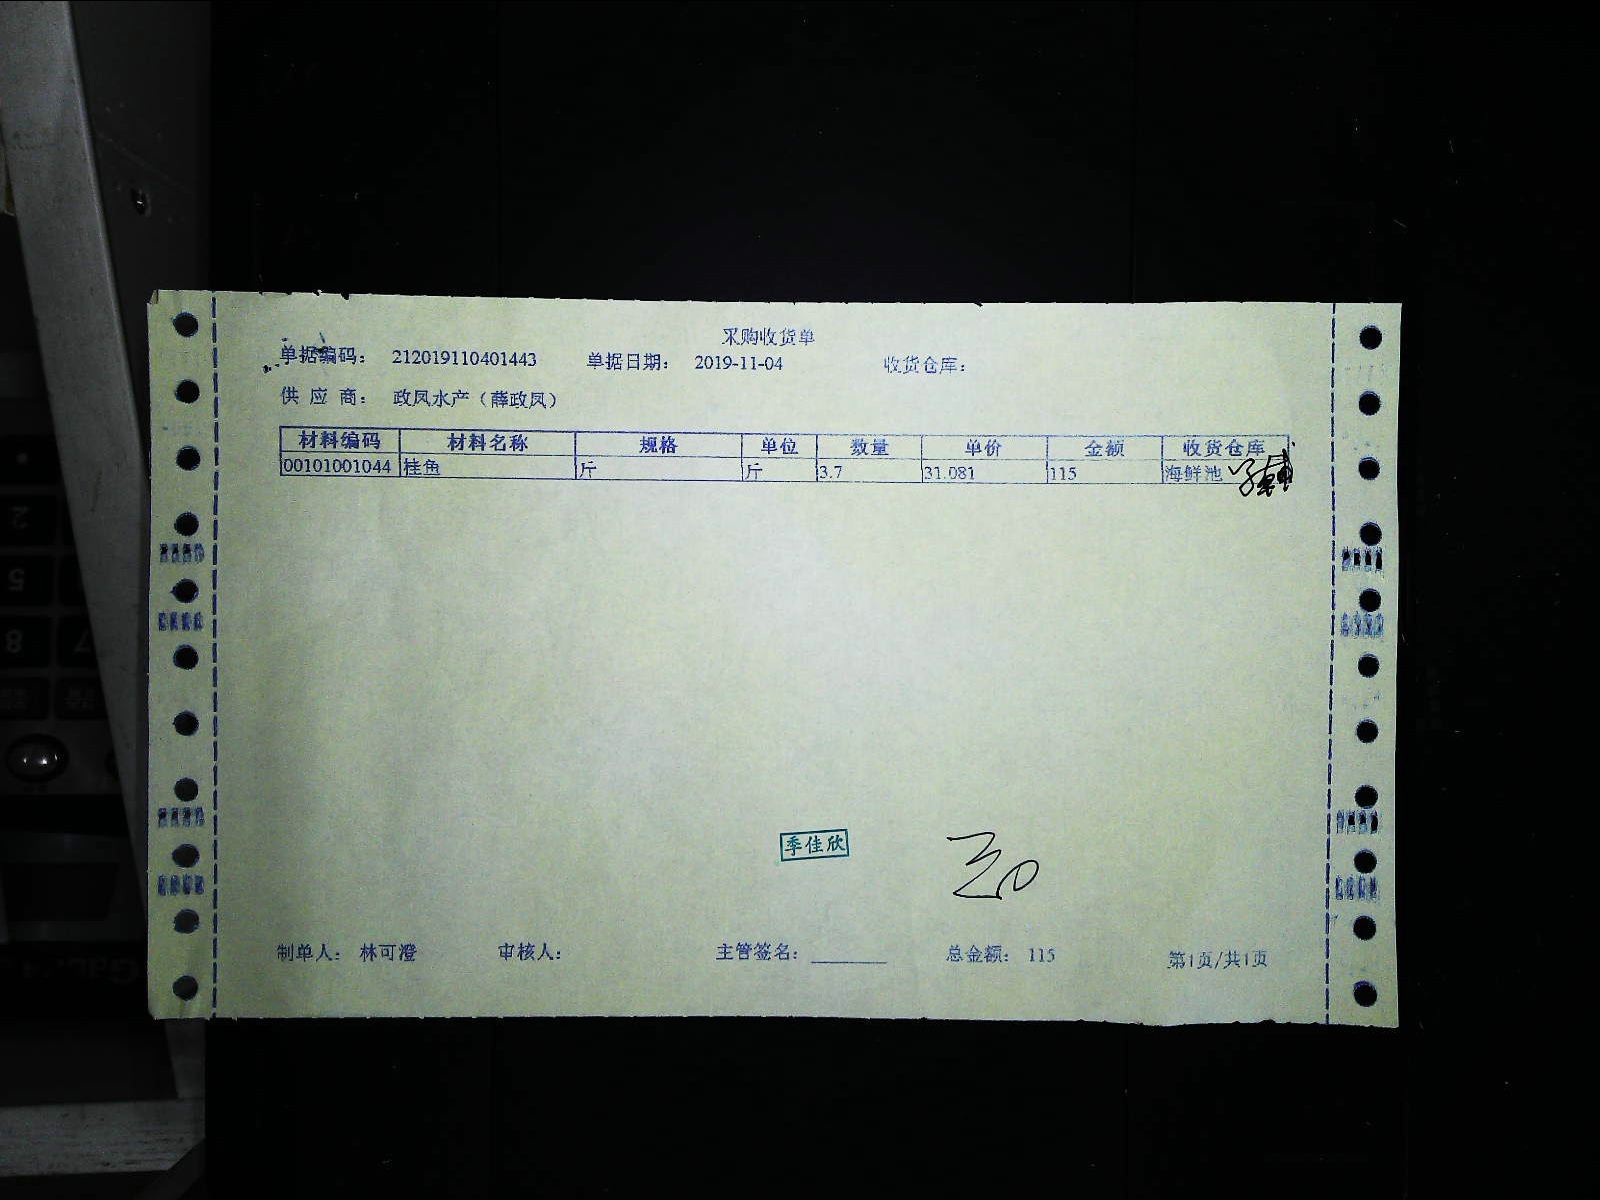 采购收货单
单据编码： 212019110401443 单据日期： 2019-11-04 收货仓库：
供 应 商： 政凤水产（薛政凤）
材料编码 材料名称 规格 单位 数量 单价 金额 收货仓库
00101001044 桂鱼 斤 斤 3.7 31.081 115 海鲜池
季佳欣
制单人： 林可澄 审核人： 主管签名： 总金额： 115 第1页/共1页